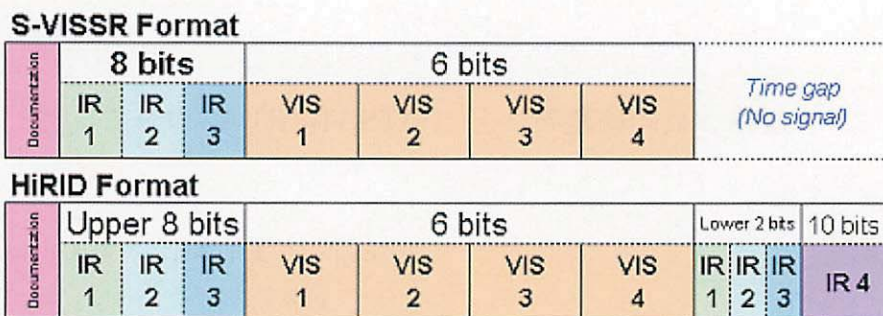 S-VISSR Format
Documentation
8 bits
6 bits
IR 1
IR 2
IR 3
VIS 1
VIS 2
VIS 3
VIS 4
Time gap
(No signal)
HiRID Format
Documentation
Upper 8 bits
6 bits
Lower 2 bits
10 bits
IR 1
IR 2
IR 3
VIS 1
VIS 2
VIS 3
VIS 4
IR 1
IR 2
IR 3
IR 4